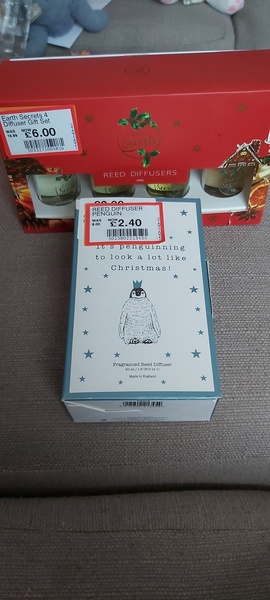 Earth Secrets 4
Diffuser Gift Set
WAS
NOW
£6.00
Secrets
REED DIFFUSERS
REED DIFFUSER
PENGUIN
WAS
NOW
£2.40
It's penguinning
to look a lot like
Christmas!
Fragranced Reed Diffuser
Made in England